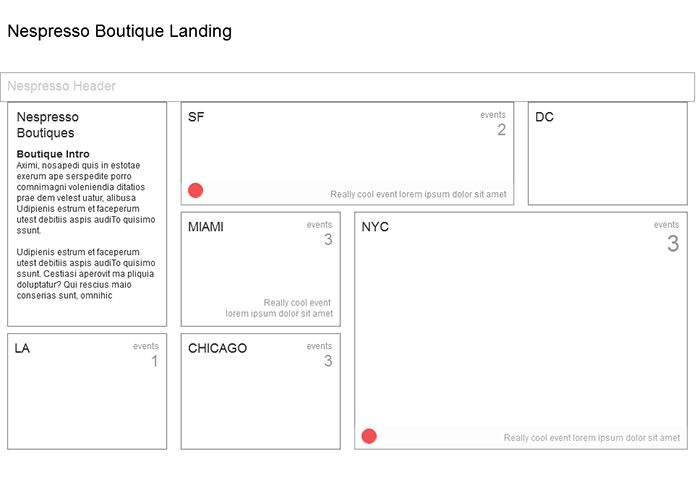 Nespresso Boutique Landing
Nespresso Header
Nespresso
Boutiques
Boutique Intro
Aximi, nosapedi quis in estotae
exerum ape serspedite porro
comnimagni voleniendia ditatios
prae dem velest uatur, alibusa
Udipienis estrum et faceperum
utest debitiis aspis audiTo quisimo
ssunt.
Udipienis estrum et faceperum
utest debitiis aspis audiTo quisimo
ssunt. Cestiasi aperovit ma pliquia
doluptatur? Qui rescius maio
conserias sunt, omnihic
SF
events
2
Really cool event lorem ipsum dolor sit amet
DC
MIAMI
events
3
Really cool event
lorem ipsum dolor sit amet
NYC
events
3
Really cool event lorem ipsum dolor sit amet
LA
events
1
CHICAGO
events
3